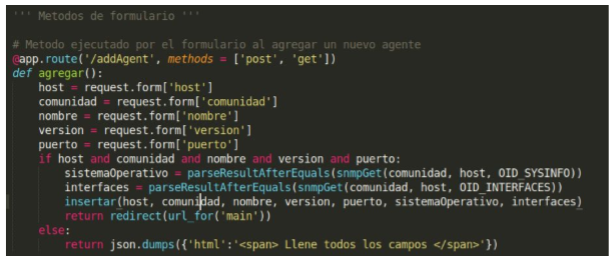 ''' Metodos de formulario '''
# Metodo ejecutado por el formulario al agregar un nuevo agente
@app.route('/addAgent', methods = ['post', 'get'])
def agregar():
    host = request.form['host']
    comunidad = request.form['comunidad']
    nombre = request.form['nombre']
    version = request.form['version']
    puerto = request.form['puerto']
    if host and comunidad and nombre and version and puerto:
        sistemaOperativo = parseResultAfterEquals(snmpGet(comunidad, host, OID_SYSINFO))
        interfaces = parseResultAfterEquals(snmpGet(comunidad, host, OID_INTERFACES))
        insertar(host, comunidad, nombre, version, puerto, sistemaOperativo, interfaces)
        return redirect(url_for('main'))
    else:
        return json.dumps({'html':'<span> Llene todos los campos </span>'})